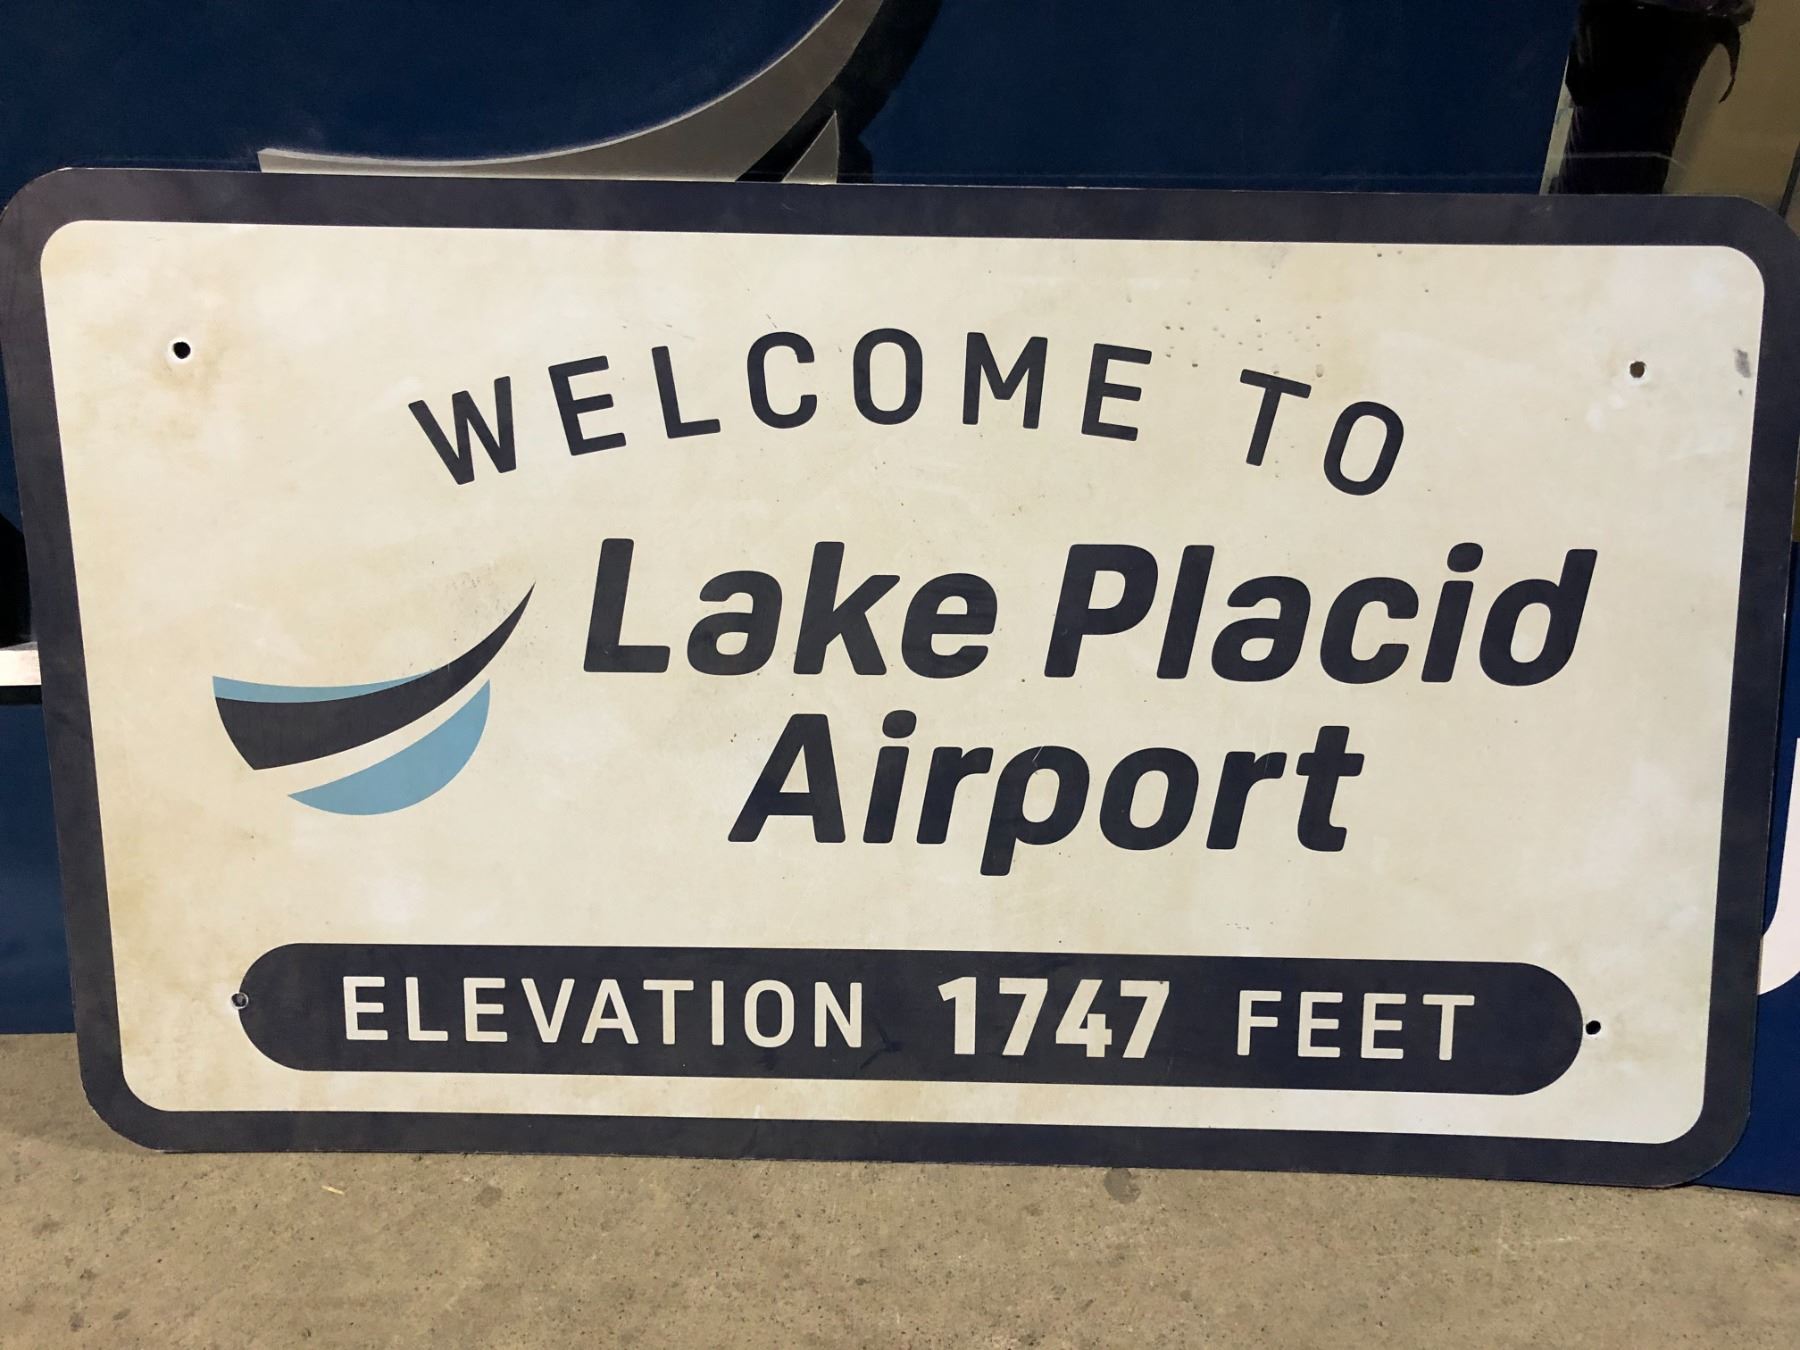 WELCOME TO
Lake Placid
Airport
ELEVATION 1747 FEET